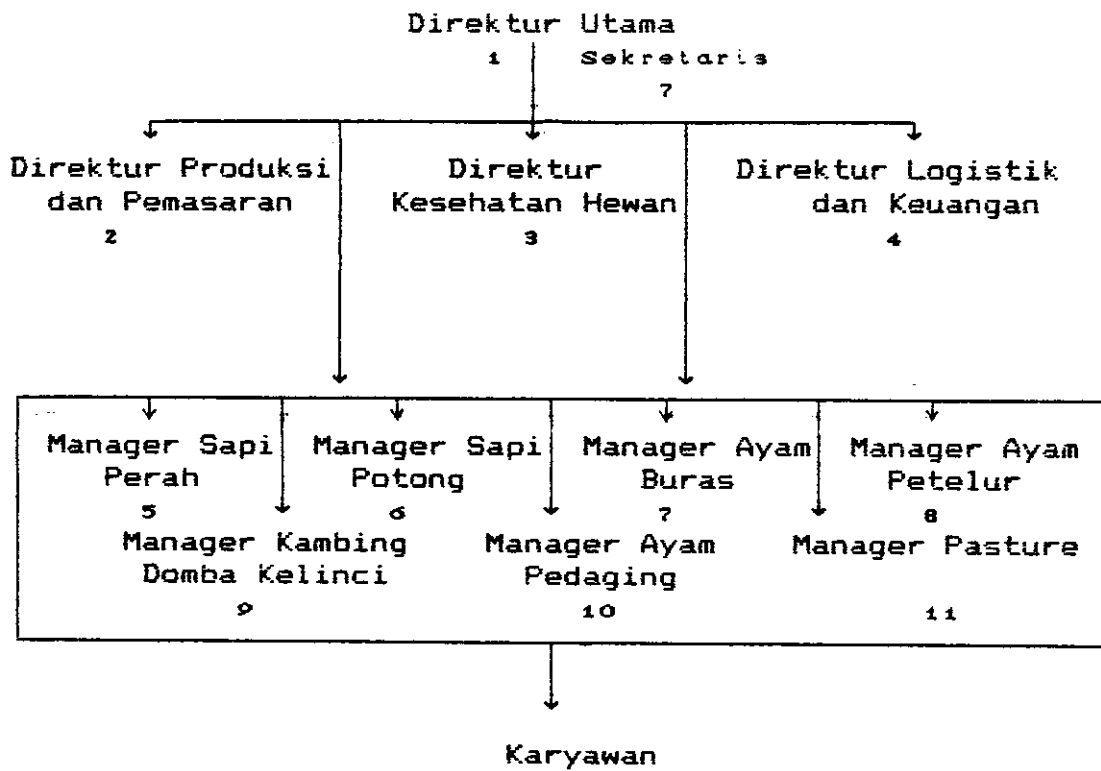 Direktur Utama
1 Sekretaris
7
Direktur Produksi Direktur Direktur Logistik
dan Pemasaran Kesehatan Hewan dan Keuangan
2 3 4
Manager Sapi Manager Sapi Manager Ayam Manager Ayam
Perah Potong Buras Petelur
5 6 7 8
Manager Kambing Manager Ayam Manager Pasture
Domba Kelinci Pedaging
9 10 11
Karyawan